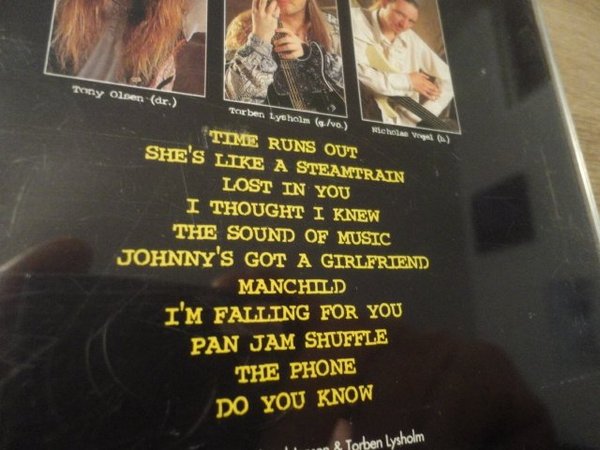 Tony Olsen (dr.)
Torben Lysholm (g./vo.)
Nicholas Vogel (b.)
TIME RUNS OUT
SHE'S LIKE A STEAMTRAIN
LOST IN YOU
I THOUGHT I KNEW
THE SOUND OF MUSIC
JOHNNY'S GOT A GIRLFRIEND
MANCHILD
I'M FALLING FOR YOU
PAN JAM SHUFFLE
THE PHONE
DO YOU KNOW
& Torben Lysholm